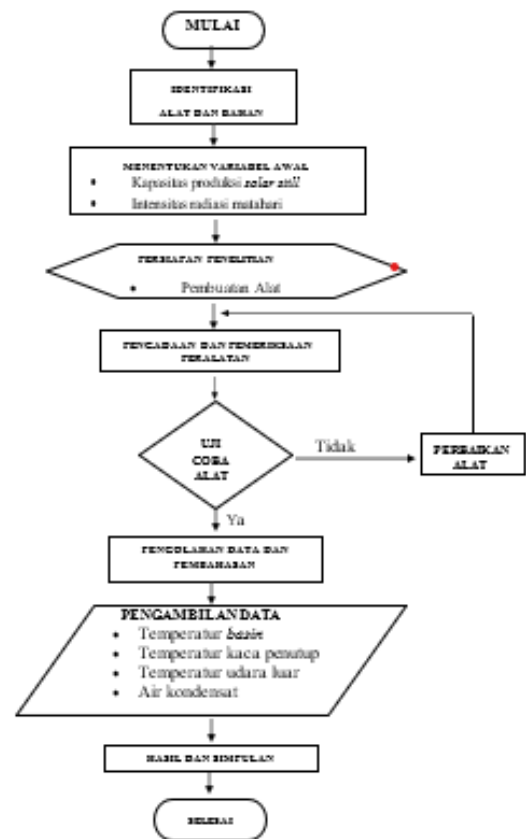 MULAI
IDENTIFIKASI
ALAT DAN BAHAN
MENENTUKAN VARIABEL AWAL
• Kapasitas produksi solar still
• Intensitas radiasi matahari
PERSIAPAN PENELITIAN
• Pembuatan Alat
PENGADAAN DAN PEMERIKSAAN
PERALATAN
UJI
COBA
ALAT
Tidak
PERBAIKAN
ALAT
Ya
PENGOLAHAN DATA DAN
PEMBAHASAN
PENGAMBILAN DATA
• Temperatur basin
• Temperatur kaca penutup
• Temperatur udara luar
• Air kondensat
HASIL DAN SIMPULAN
SELESAI